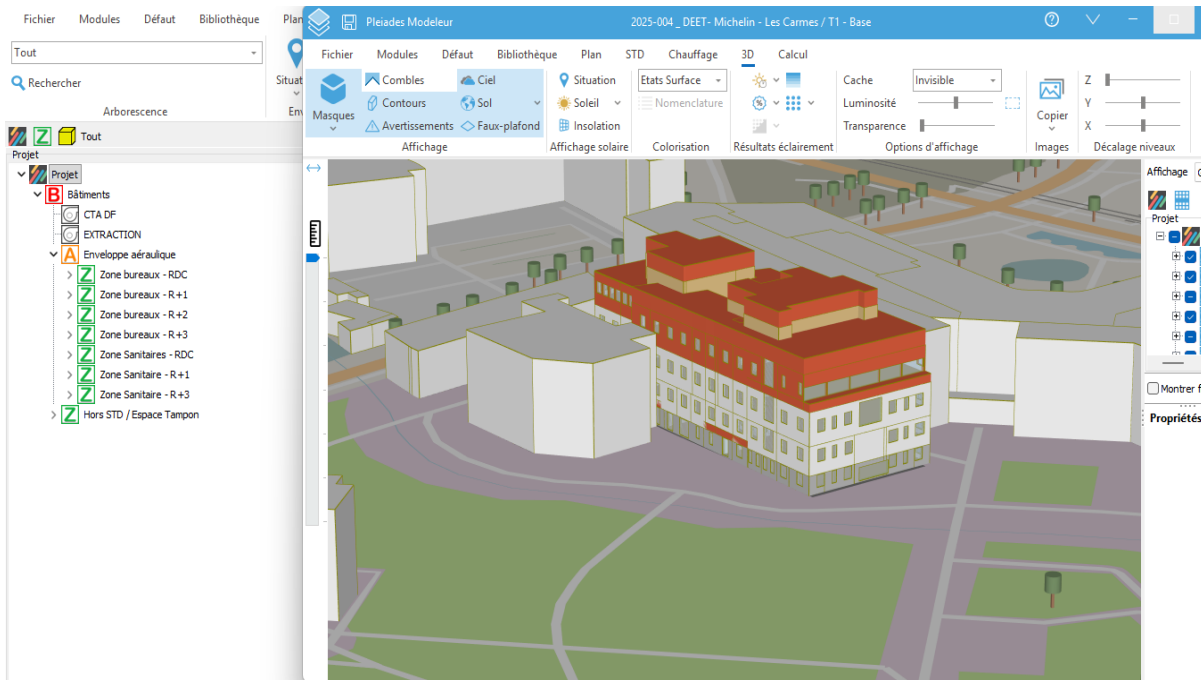 Fichier Modules Défaut Bibliothèque Plan
Tout
Rechercher
Situat
Arborescence
Env
Tout
Projet
Projet
Bâtiments
CTA DF
EXTRACTION
Enveloppe aéraulique
Zone bureaux - RDC
Zone bureaux - R+1
Zone bureaux - R+2
Zone bureaux - R+3
Zone Sanitaires - RDC
Zone Sanitaire - R+1
Zone Sanitaire - R+3
Hors STD / Espace Tampon
Pleiades Modeleur
2025-004 _ DEET- Michelin - Les Carmes / T1 - Base
Fichier Modules Défaut Bibliothèque Plan STD Chauffage 3D Calcul
Masques
Combles
Contours
Avertissements
Ciel
Sol
Faux-plafond
Affichage
Situation
Soleil
Insolation
Affichage solaire
Etats Surface
Nomenclature
Colorisation
Résultats éclairement
Cache Invisible
Luminosité
Transparence
Options d'affichage
Copier
Images
Z
Y
X
Décalage niveaux
Affichage
Projet
Montrer f
Propriétés